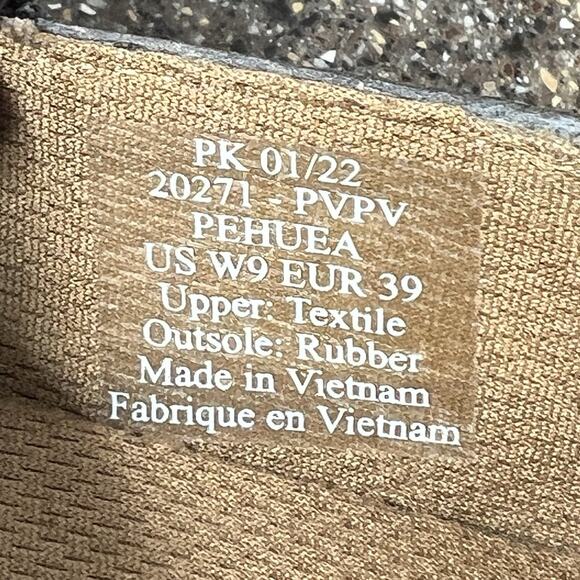 PK 01/22
20271 - PVPV
PEHUEA
US W9 EUR 39
Upper: Textile
Outsole: Rubber
Made in Vietnam
Fabrique en Vietnam